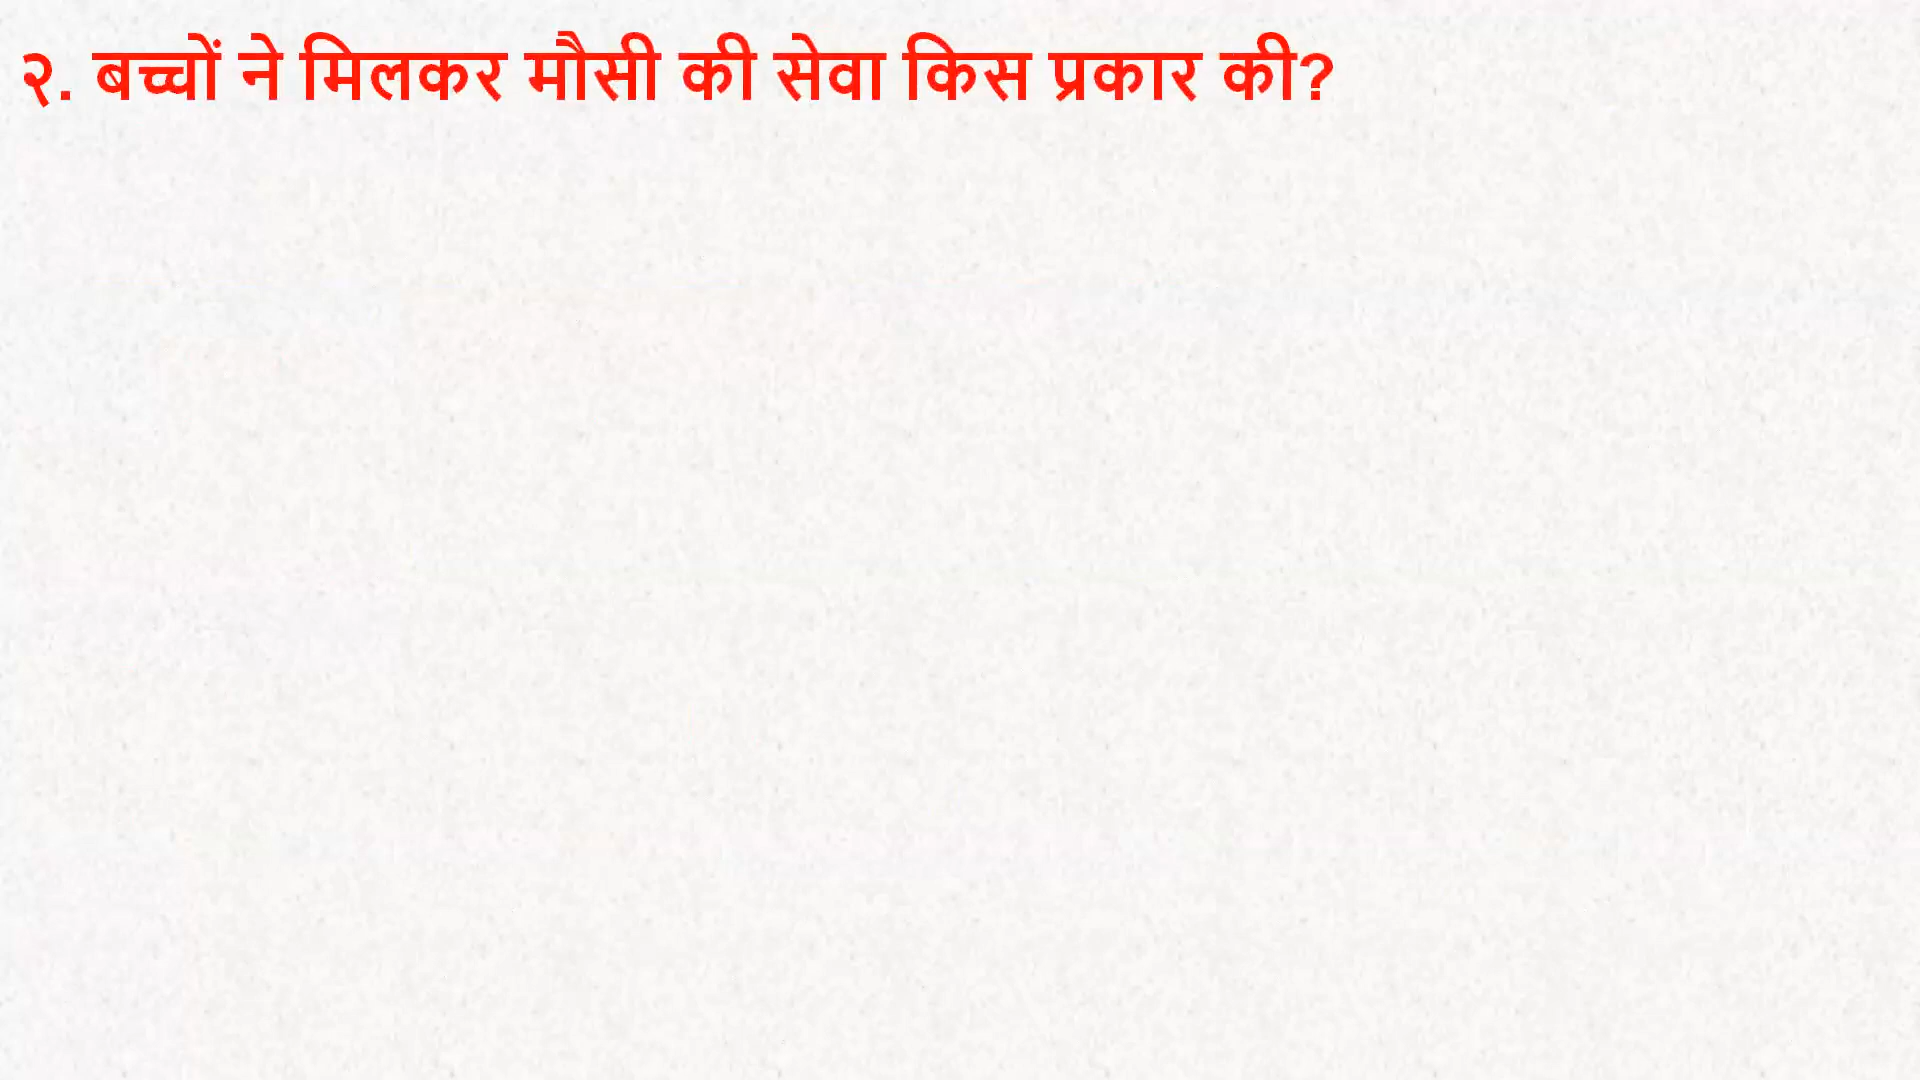 २. बच्चों ने मिलकर मौसी की सेवा किस प्रकार की?